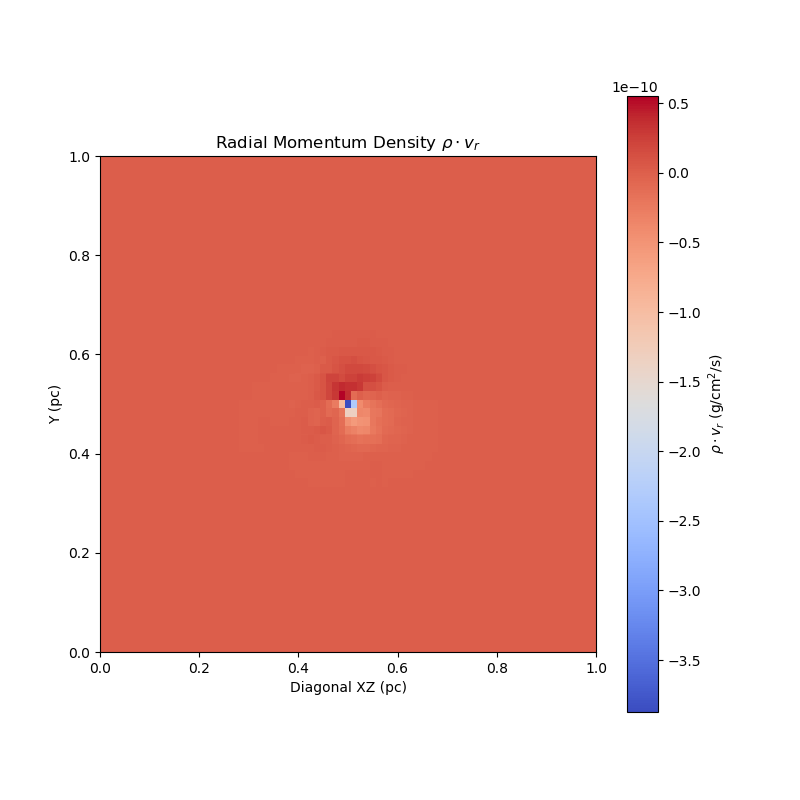 Radial Momentum Density ρ · v_r
1e−10
1.0
0.8
0.6
0.4
0.2
0.0
Y (pc)
0.0 0.2 0.4 0.6 0.8 1.0
Diagonal XZ (pc)
0.5
0.0
−0.5
−1.0
−1.5
−2.0
−2.5
−3.0
−3.5
ρ · v_r (g/cm²/s)